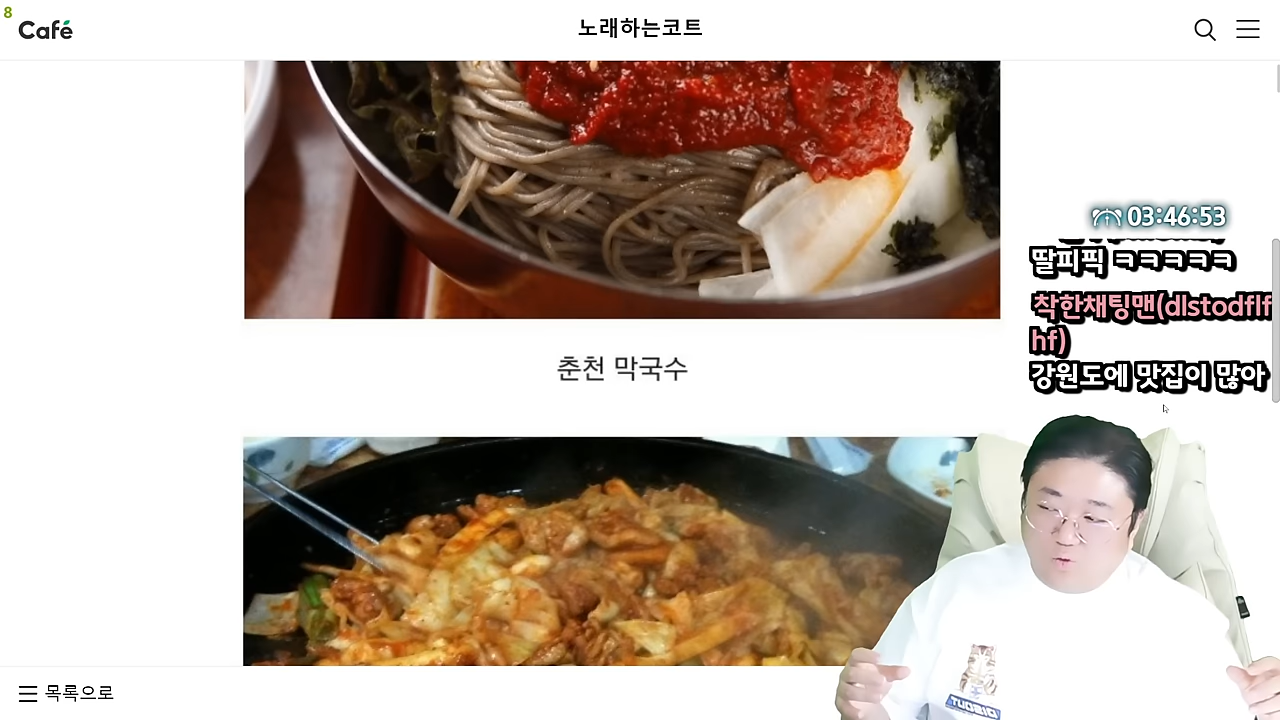 8
Café
노래하는코트
03:46:53
딸피픽 ㅋㅋㅋㅋㅋ
착한채팅맨(dlstodflf
hf)
강원도에 맛집이 많아
춘천 막국수
목록으로